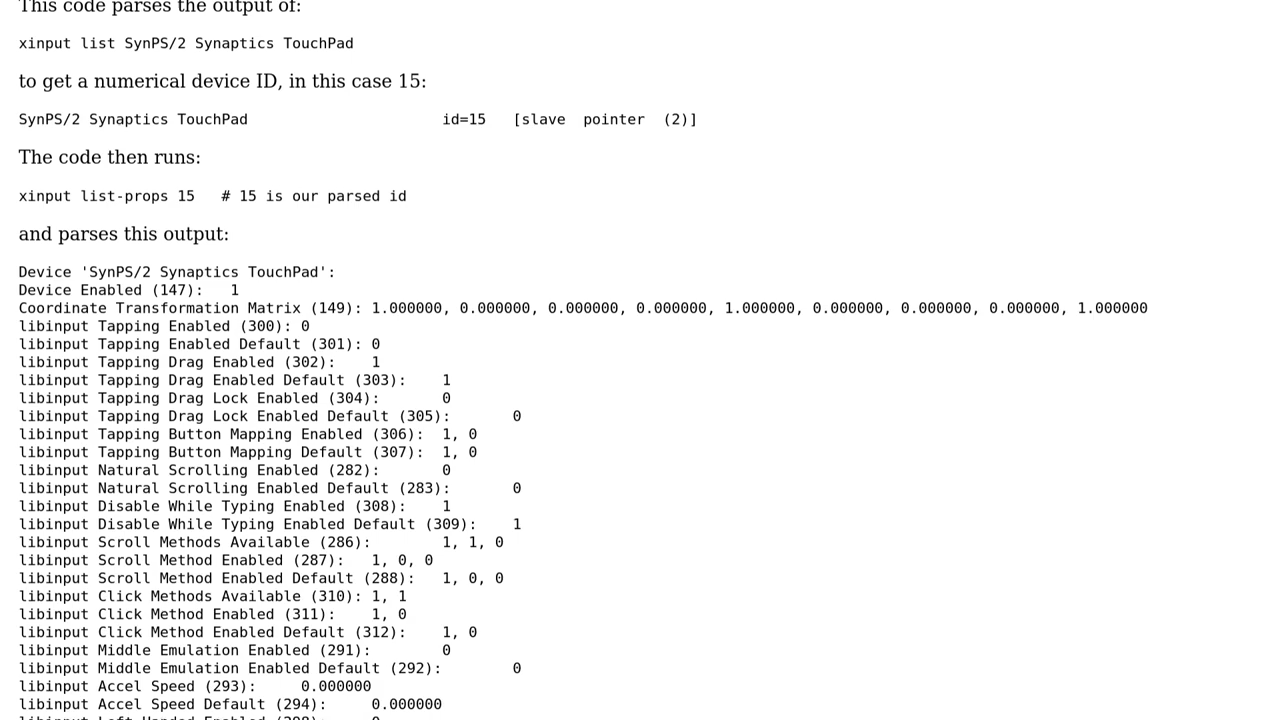 This code parses the output of:
xinput list SynPS/2 Synaptics TouchPad
to get a numerical device ID, in this case 15:
SynPS/2 Synaptics TouchPad                      id=15   [slave  pointer  (2)]
The code then runs:
xinput list-props 15   # 15 is our parsed id
and parses this output:
Device 'SynPS/2 Synaptics TouchPad':
Device Enabled (147):   1
Coordinate Transformation Matrix (149): 1.000000, 0.000000, 0.000000, 0.000000, 1.000000, 0.000000, 0.000000, 0.000000, 1.000000
libinput Tapping Enabled (300): 0
libinput Tapping Enabled Default (301): 0
libinput Tapping Drag Enabled (302):    1
libinput Tapping Drag Enabled Default (303):    1
libinput Tapping Drag Lock Enabled (304):       0
libinput Tapping Drag Lock Enabled Default (305):       0
libinput Tapping Button Mapping Enabled (306):  1, 0
libinput Tapping Button Mapping Default (307):  1, 0
libinput Natural Scrolling Enabled (282):       0
libinput Natural Scrolling Enabled Default (283):       0
libinput Disable While Typing Enabled (308):    1
libinput Disable While Typing Enabled Default (309):    1
libinput Scroll Methods Available (286):        1, 1, 0
libinput Scroll Method Enabled (287):   1, 0, 0
libinput Scroll Method Enabled Default (288):   1, 0, 0
libinput Click Methods Available (310): 1, 1
libinput Click Method Enabled (311):    1, 0
libinput Click Method Enabled Default (312):    1, 0
libinput Middle Emulation Enabled (291):        0
libinput Middle Emulation Enabled Default (292):        0
libinput Accel Speed (293):     0.000000
libinput Accel Speed Default (294):     0.000000
libinput Left Handed Enabled (298):     0